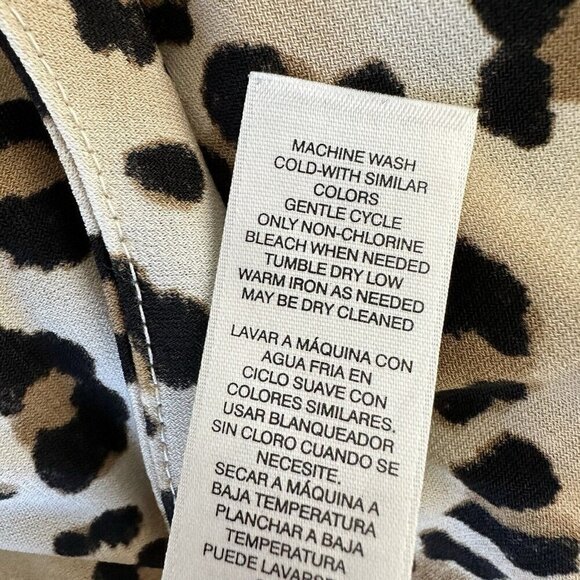 MACHINE WASH
COLD-WITH SIMILAR
COLORS
GENTLE CYCLE
ONLY NON-CHLORINE
BLEACH WHEN NEEDED
TUMBLE DRY LOW
WARM IRON AS NEEDED
MAY BE DRY CLEANED
LAVAR A MÁQUINA CON
AGUA FRIA EN
CICLO SUAVE CON
COLORES SIMILARES.
USAR BLANQUEADOR
SIN CLORO CUANDO SE
NECESITE.
SECAR A MÁQUINA A
BAJA TEMPERATURA
PLANCHAR A BAJA
TEMPERATURA
PUEDE LAVARSE